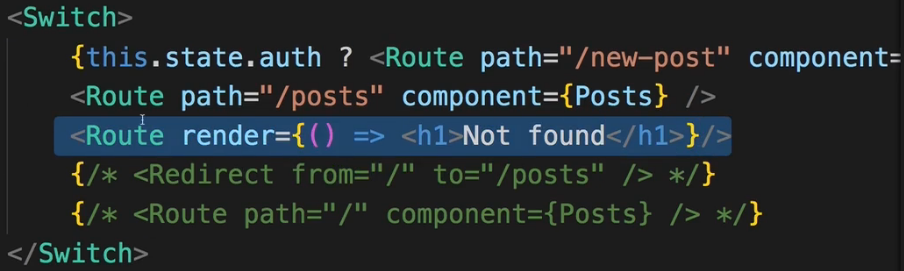 <Switch>
{this.state.auth ? <Route path="/new-post" component=
<Route path="/posts" component={Posts} />
<Route render={() => <h1>Not found</h1>}/>
{/* <Redirect from="/" to="/posts" /> */}
{/* <Route path="/" component={Posts} /> */}
</Switch>